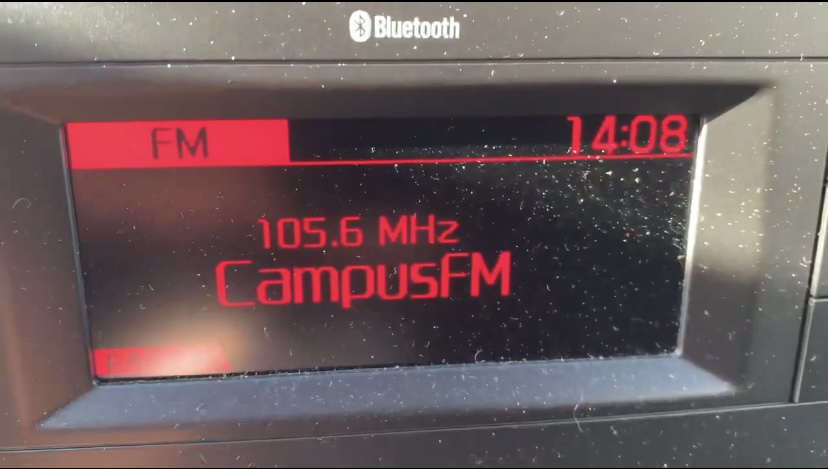 Bluetooth
FM 14:08
105.6 MHz
CampusFM